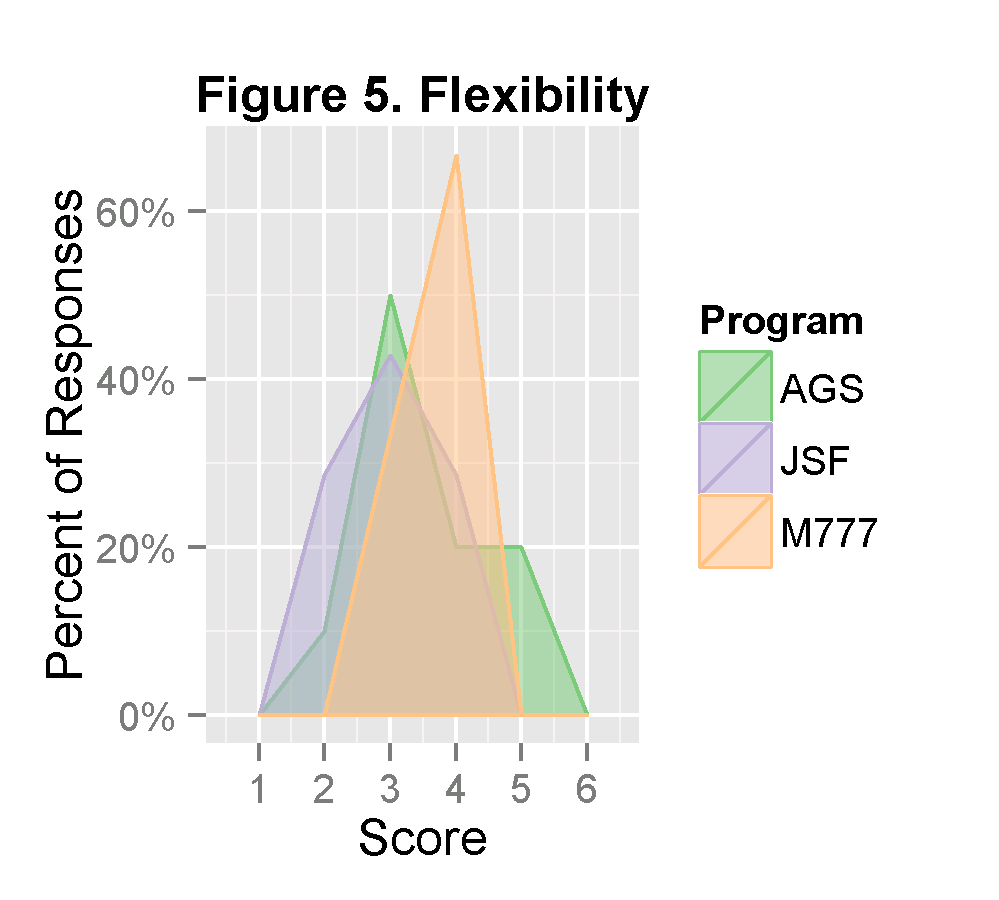 Figure 5. Flexibility
Percent of Responses
60%
40%
20%
0%
1 2 3 4 5 6
Score
Program
AGS
JSF
M777